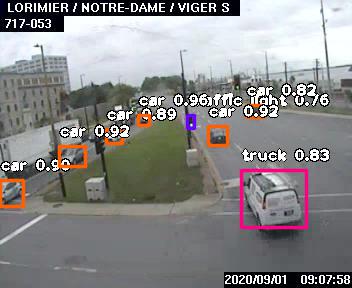 LORIMIER / NOTRE-DAME / VIGER S
717-053
car 0.96
traffic light 0.76
car 0.82
car 0.89
car 0.92
car 0.92
car 0.90
truck 0.83
2020/09/01 09:07:58